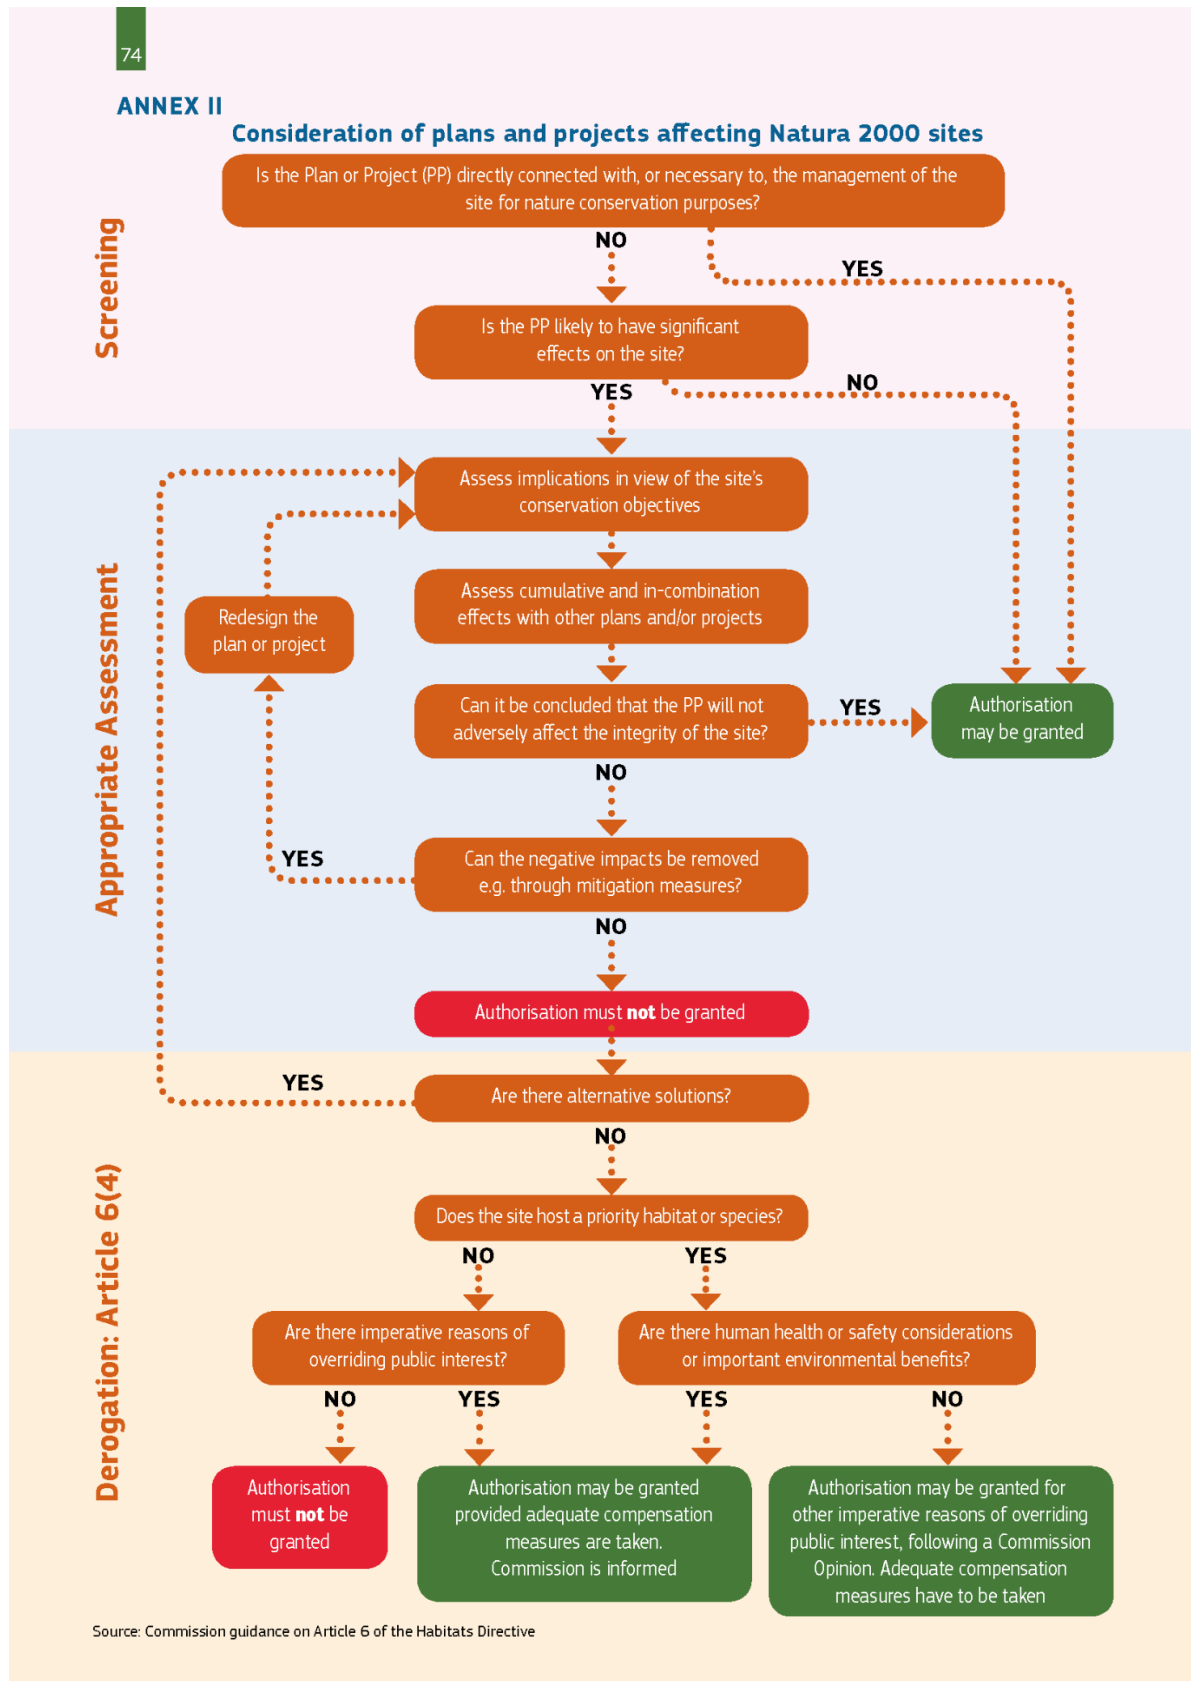 74
ANNEX II
Consideration of plans and projects affecting Natura 2000 sites
Screening
Is the Plan or Project (PP) directly connected with, or necessary to, the management of the
site for nature conservation purposes?
NO
YES
Is the PP likely to have significant
effects on the site?
NO
YES
Appropriate Assessment
Assess implications in view of the site's
conservation objectives
Assess cumulative and in-combination
effects with other plans and/or projects
Redesign the
plan or project
Can it be concluded that the PP will not
adversely affect the integrity of the site?
YES
Authorisation
may be granted
NO
Can the negative impacts be removed
e.g. through mitigation measures?
YES
NO
Authorisation must not be granted
Derogation: Article 6(4)
Are there alternative solutions?
YES
NO
Does the site host a priority habitat or species?
NO
YES
Are there imperative reasons of
overriding public interest?
Are there human health or safety considerations
or important environmental benefits?
NO
YES
YES
NO
Authorisation
must not be
granted
Authorisation may be granted
provided adequate compensation
measures are taken.
Commission is informed
Authorisation may be granted for
other imperative reasons of overriding
public interest, following a Commission
Opinion. Adequate compensation
measures have to be taken
Source: Commission guidance on Article 6 of the Habitats Directive